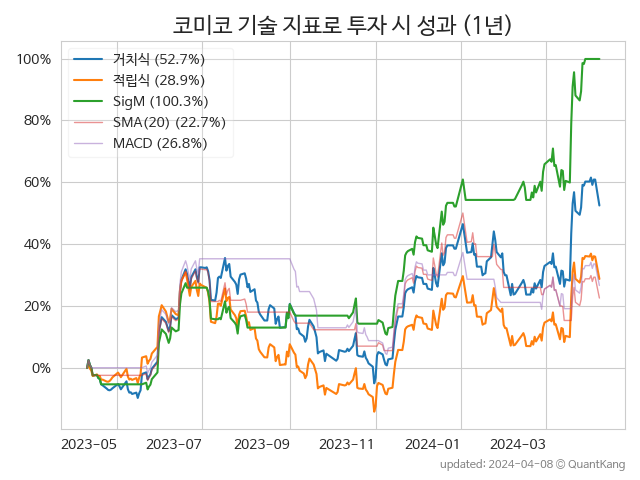 코미코 기술 지표로 투자 시 성과 (1년)
100%
80%
60%
40%
20%
0%
거치식 (52.7%)
적립식 (28.9%)
SigM (100.3%)
SMA(20) (22.7%)
MACD (26.8%)
2023-05 2023-07 2023-09 2023-11 2024-01 2024-03
updated: 2024-04-08 © QuantKang